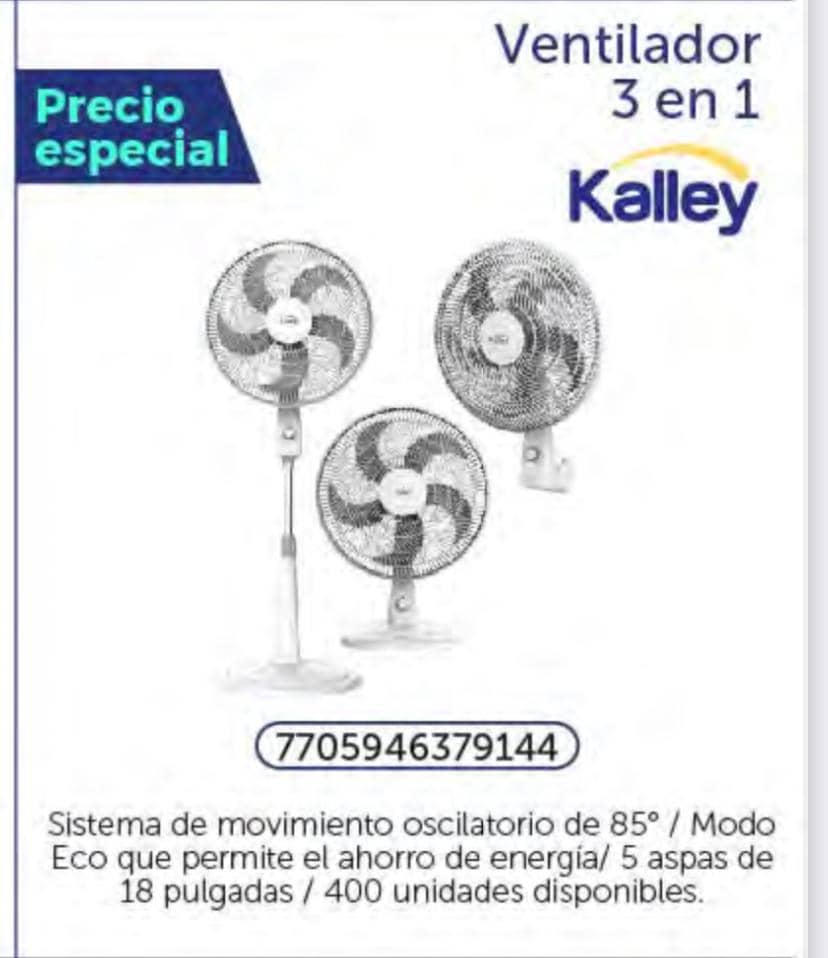 Ventilador
3 en 1
Precio
especial
Kalley
7705946379144
Sistema de movimiento oscilatorio de 85° / Modo
Eco que permite el ahorro de energía/ 5 aspas de
18 pulgadas / 400 unidades disponibles.